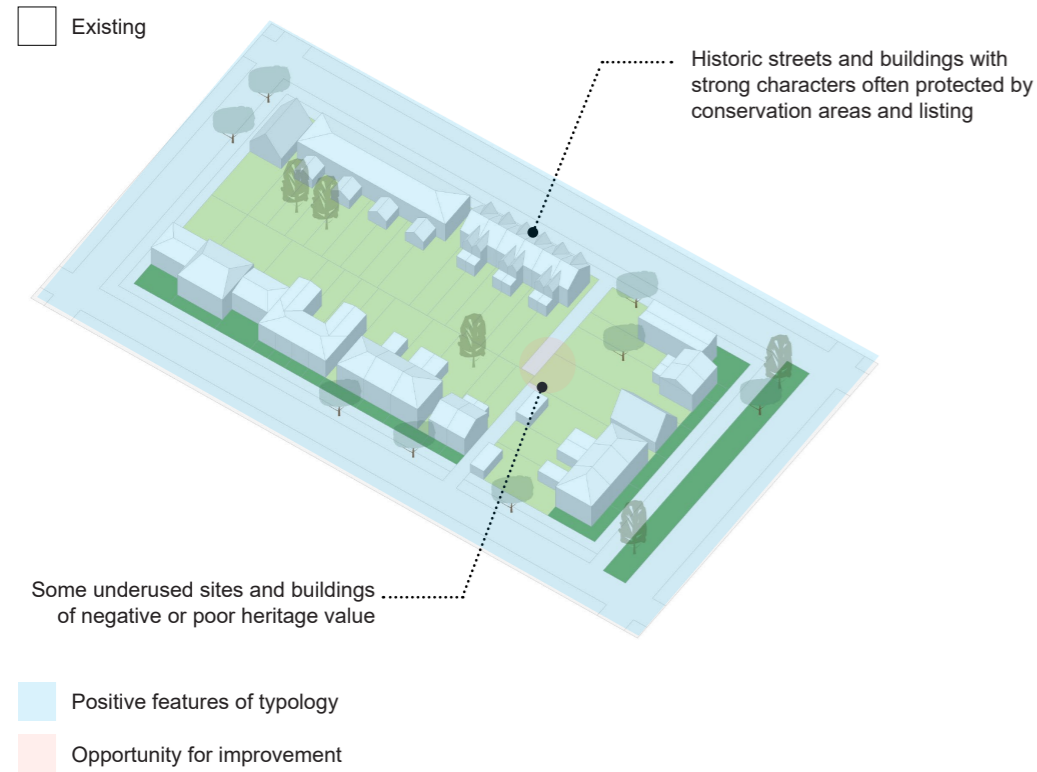 Existing
Historic streets and buildings with
strong characters often protected by
conservation areas and listing
Some underused sites and buildings
of negative or poor heritage value
Positive features of typology
Opportunity for improvement